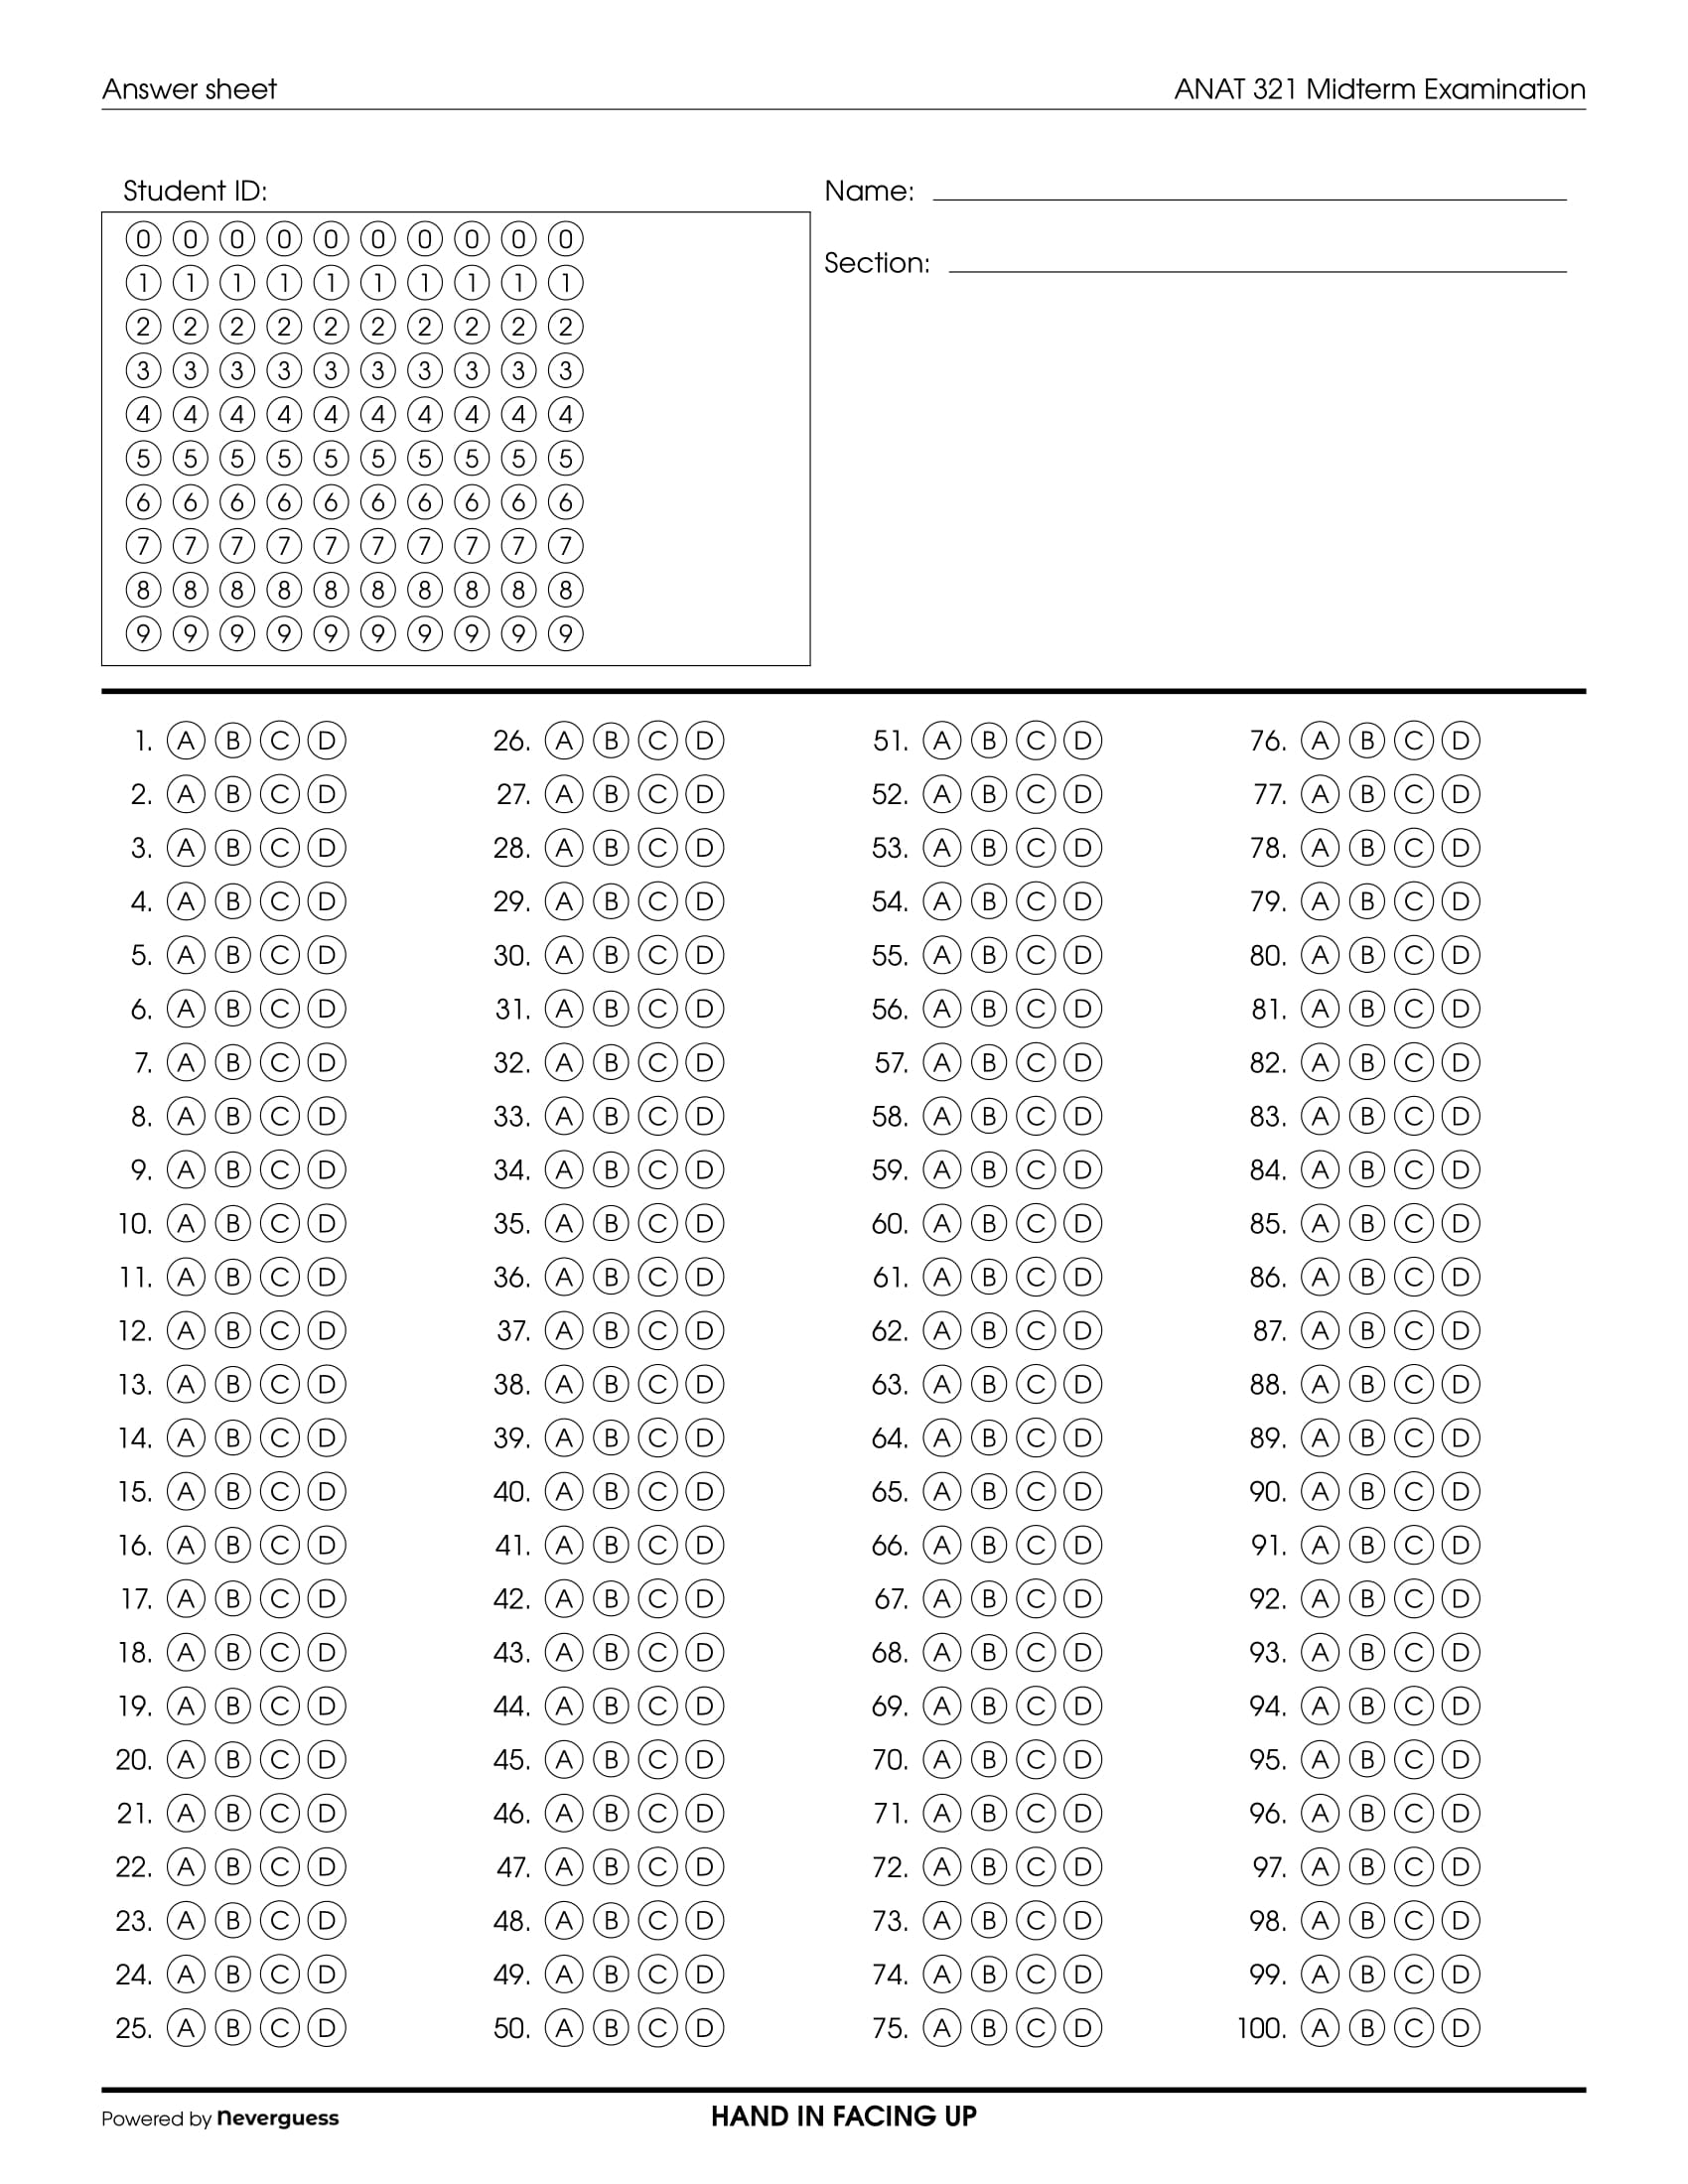 Answer sheet ANAT 321 Midterm Examination
Student ID: Name:
Section:
0 0 0 0 0 0 0 0 0 0
1 1 1 1 1 1 1 1 1 1
2 2 2 2 2 2 2 2 2 2
3 3 3 3 3 3 3 3 3 3
4 4 4 4 4 4 4 4 4 4
5 5 5 5 5 5 5 5 5 5
6 6 6 6 6 6 6 6 6 6
7 7 7 7 7 7 7 7 7 7
8 8 8 8 8 8 8 8 8 8
9 9 9 9 9 9 9 9 9 9
1. A B C D 26. A B C D 51. A B C D 76. A B C D
2. A B C D 27. A B C D 52. A B C D 77. A B C D
3. A B C D 28. A B C D 53. A B C D 78. A B C D
4. A B C D 29. A B C D 54. A B C D 79. A B C D
5. A B C D 30. A B C D 55. A B C D 80. A B C D
6. A B C D 31. A B C D 56. A B C D 81. A B C D
7. A B C D 32. A B C D 57. A B C D 82. A B C D
8. A B C D 33. A B C D 58. A B C D 83. A B C D
9. A B C D 34. A B C D 59. A B C D 84. A B C D
10. A B C D 35. A B C D 60. A B C D 85. A B C D
11. A B C D 36. A B C D 61. A B C D 86. A B C D
12. A B C D 37. A B C D 62. A B C D 87. A B C D
13. A B C D 38. A B C D 63. A B C D 88. A B C D
14. A B C D 39. A B C D 64. A B C D 89. A B C D
15. A B C D 40. A B C D 65. A B C D 90. A B C D
16. A B C D 41. A B C D 66. A B C D 91. A B C D
17. A B C D 42. A B C D 67. A B C D 92. A B C D
18. A B C D 43. A B C D 68. A B C D 93. A B C D
19. A B C D 44. A B C D 69. A B C D 94. A B C D
20. A B C D 45. A B C D 70. A B C D 95. A B C D
21. A B C D 46. A B C D 71. A B C D 96. A B C D
22. A B C D 47. A B C D 72. A B C D 97. A B C D
23. A B C D 48. A B C D 73. A B C D 98. A B C D
24. A B C D 49. A B C D 74. A B C D 99. A B C D
25. A B C D 50. A B C D 75. A B C D 100. A B C D
Powered by Neverguess HAND IN FACING UP